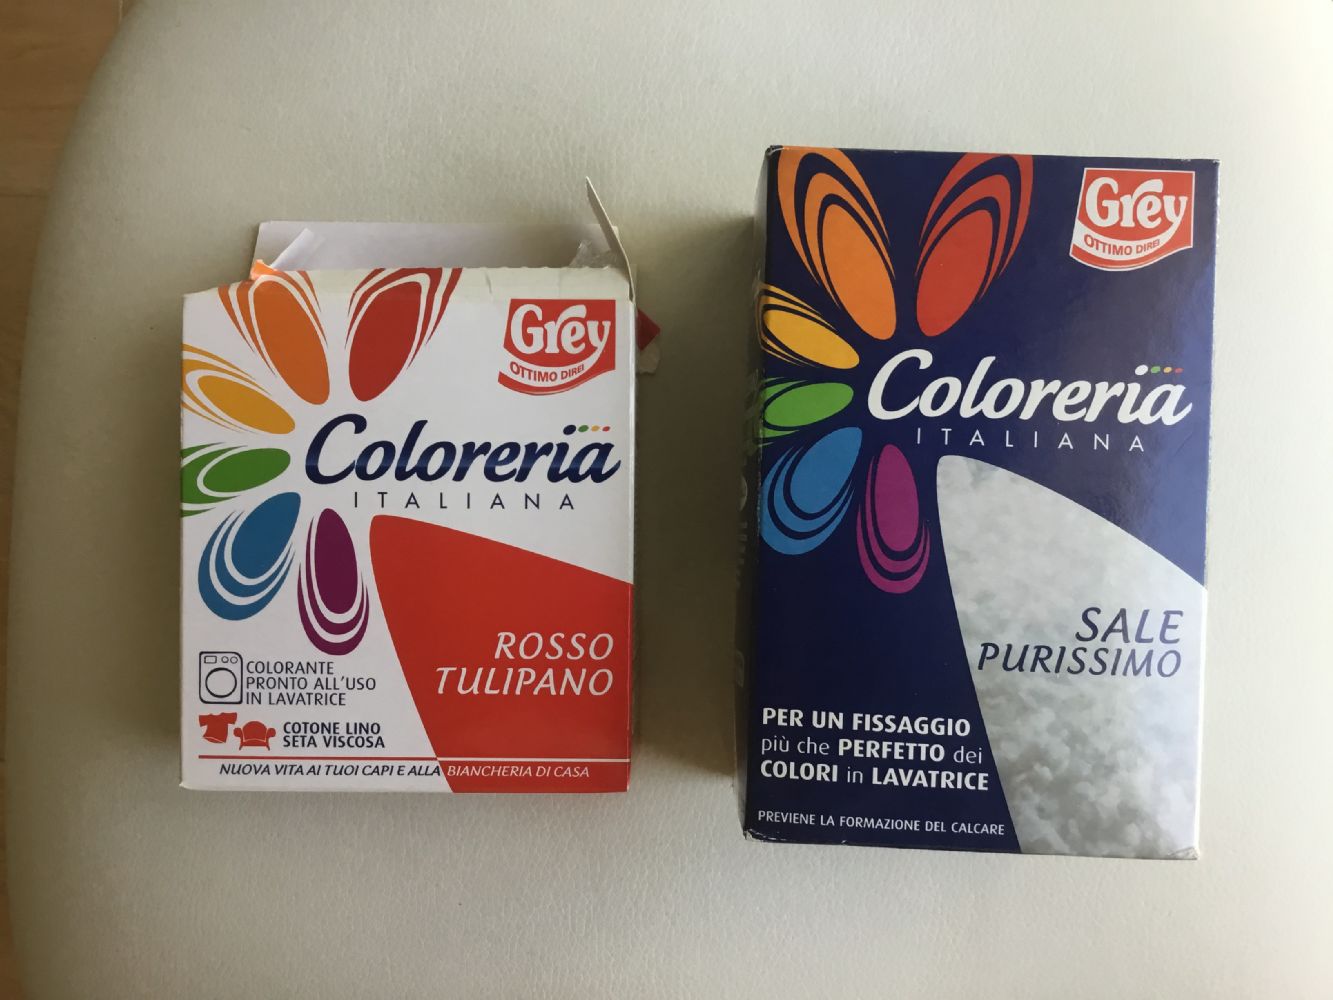 Grey
OTTIMO DIREI
Coloreria
ITALIANA
ROSSO
TULIPANO
COLORANTE
PRONTO ALL'USO
IN LAVATRICE
COTONE LINO
SETA VISCOSA
NUOVA VITA AI TUOI CAPI E ALLA BIANCHERIA DI CASA
Grey
OTTIMO DIREI
Coloreria
ITALIANA
SALE
PURISSIMO
PER UN FISSAGGIO
più che PERFETTO dei
COLORI in LAVATRICE
PREVIENE LA FORMAZIONE DEL CALCARE